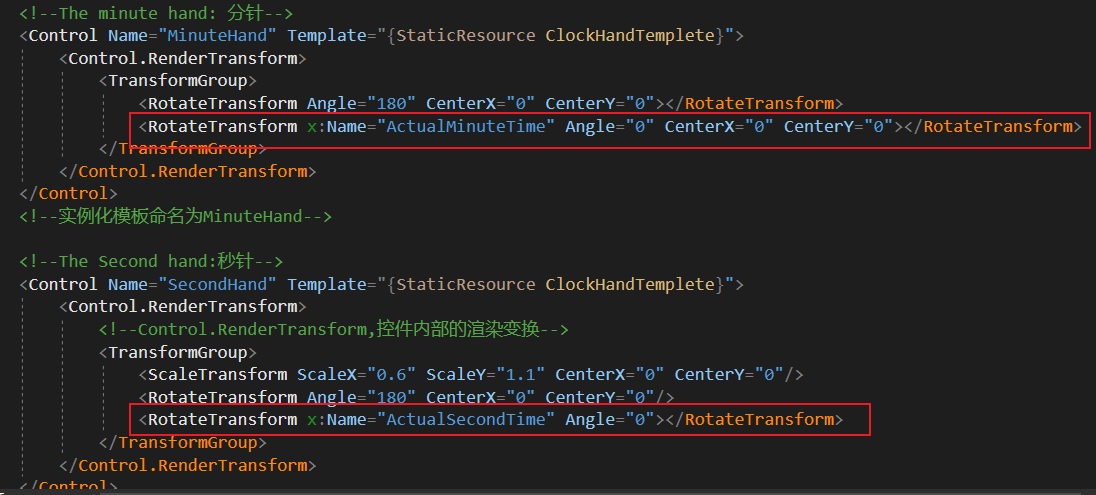 <!--The minute hand: 分针-->
<Control Name="MinuteHand" Template="{StaticResource ClockHandTemplete}">
<Control.RenderTransform>
<TransformGroup>
<RotateTransform Angle="180" CenterX="0" CenterY="0"></RotateTransform>
<RotateTransform x:Name="ActualMinuteTime" Angle="0" CenterX="0" CenterY="0"></RotateTransform>
</TransformGroup>
</Control.RenderTransform>
</Control>
<!--实例化模板命名为MinuteHand-->
<!--The Second hand:秒针-->
<Control Name="SecondHand" Template="{StaticResource ClockHandTemplete}">
<Control.RenderTransform>
<!--Control.RenderTransform,控件内部的渲染变换-->
<TransformGroup>
<ScaleTransform ScaleX="0.6" ScaleY="1.1" CenterX="0" CenterY="0"/>
<RotateTransform Angle="180" CenterX="0" CenterY="0"/>
<RotateTransform x:Name="ActualSecondTime" Angle="0"></RotateTransform>
</TransformGroup>
</Control.RenderTransform>
</Control>